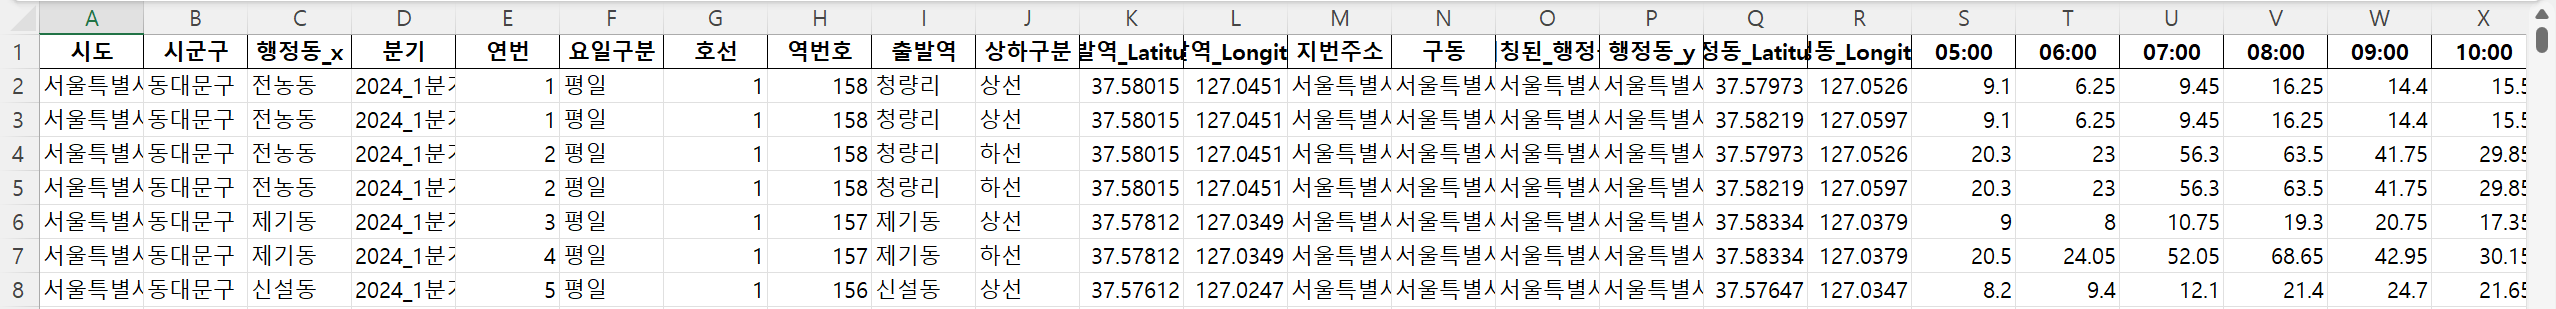 A B C D E F G H I J K L M N O P Q R S T U V W X
1 시도 시군구 행정동_x 분기 연번 요일구분 호선 역번호 출발역 상하구분 발역_Latitu 역_Longit 지번주소 구동 칭된_행정 행정동_y 정동_Latitu 동_Longit 05:00 06:00 07:00 08:00 09:00 10:00
2 서울특별시 동대문구 전농동 2024_1분기 1 평일 1 158 청량리 상선 37.58015 127.0451 서울특별시 서울특별시 서울특별시 서울특별시 37.57973 127.0526 9.1 6.25 9.45 16.25 14.4 15.5
3 서울특별시 동대문구 전농동 2024_1분기 1 평일 1 158 청량리 상선 37.58015 127.0451 서울특별시 서울특별시 서울특별시 서울특별시 37.58219 127.0597 9.1 6.25 9.45 16.25 14.4 15.5
4 서울특별시 동대문구 전농동 2024_1분기 2 평일 1 158 청량리 하선 37.58015 127.0451 서울특별시 서울특별시 서울특별시 서울특별시 37.57973 127.0526 20.3 23 56.3 63.5 41.75 29.85
5 서울특별시 동대문구 전농동 2024_1분기 2 평일 1 158 청량리 하선 37.58015 127.0451 서울특별시 서울특별시 서울특별시 서울특별시 37.58219 127.0597 20.3 23 56.3 63.5 41.75 29.85
6 서울특별시 동대문구 제기동 2024_1분기 3 평일 1 157 제기동 상선 37.57812 127.0349 서울특별시 서울특별시 서울특별시 서울특별시 37.58334 127.0379 9 8 10.75 19.3 20.75 17.35
7 서울특별시 동대문구 제기동 2024_1분기 4 평일 1 157 제기동 하선 37.57812 127.0349 서울특별시 서울특별시 서울특별시 서울특별시 37.58334 127.0379 20.5 24.05 52.05 68.65 42.95 30.15
8 서울특별시 동대문구 신설동 2024_1분기 5 평일 1 156 신설동 상선 37.57612 127.0247 서울특별시 서울특별시 서울특별시 서울특별시 37.57647 127.0347 8.2 9.4 12.1 21.4 24.7 21.65